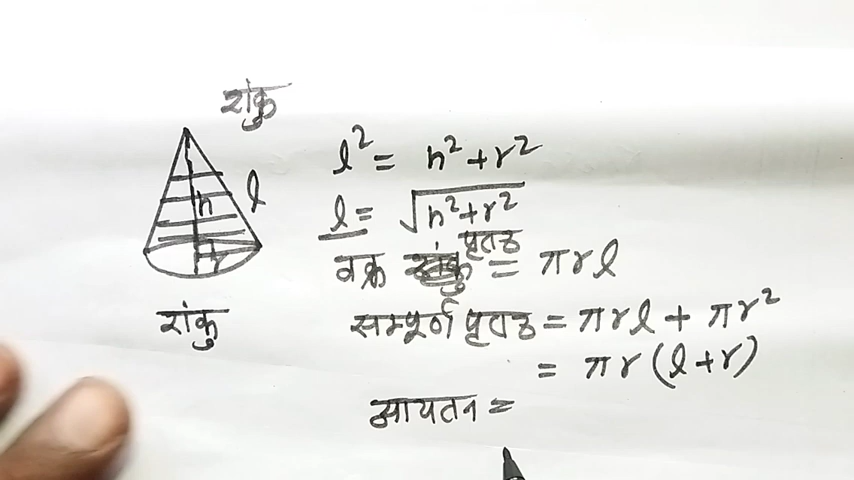 शंकु
h
l
r
शंकु
l² = h²+r²
l = √h²+r²
वक्र पृष्ठ = πrl
सम्पूर्ण पृष्ठ = πrl + πr²
= πr(l+r)
आयतन =